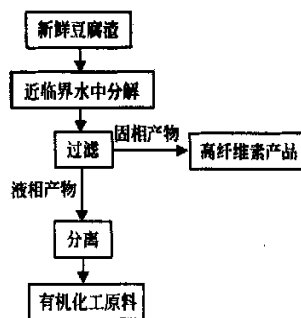 新鲜豆腐渣
近临界水中分解
过滤
固相产物
高纤维素产品
液相产物
分离
有机化工原料